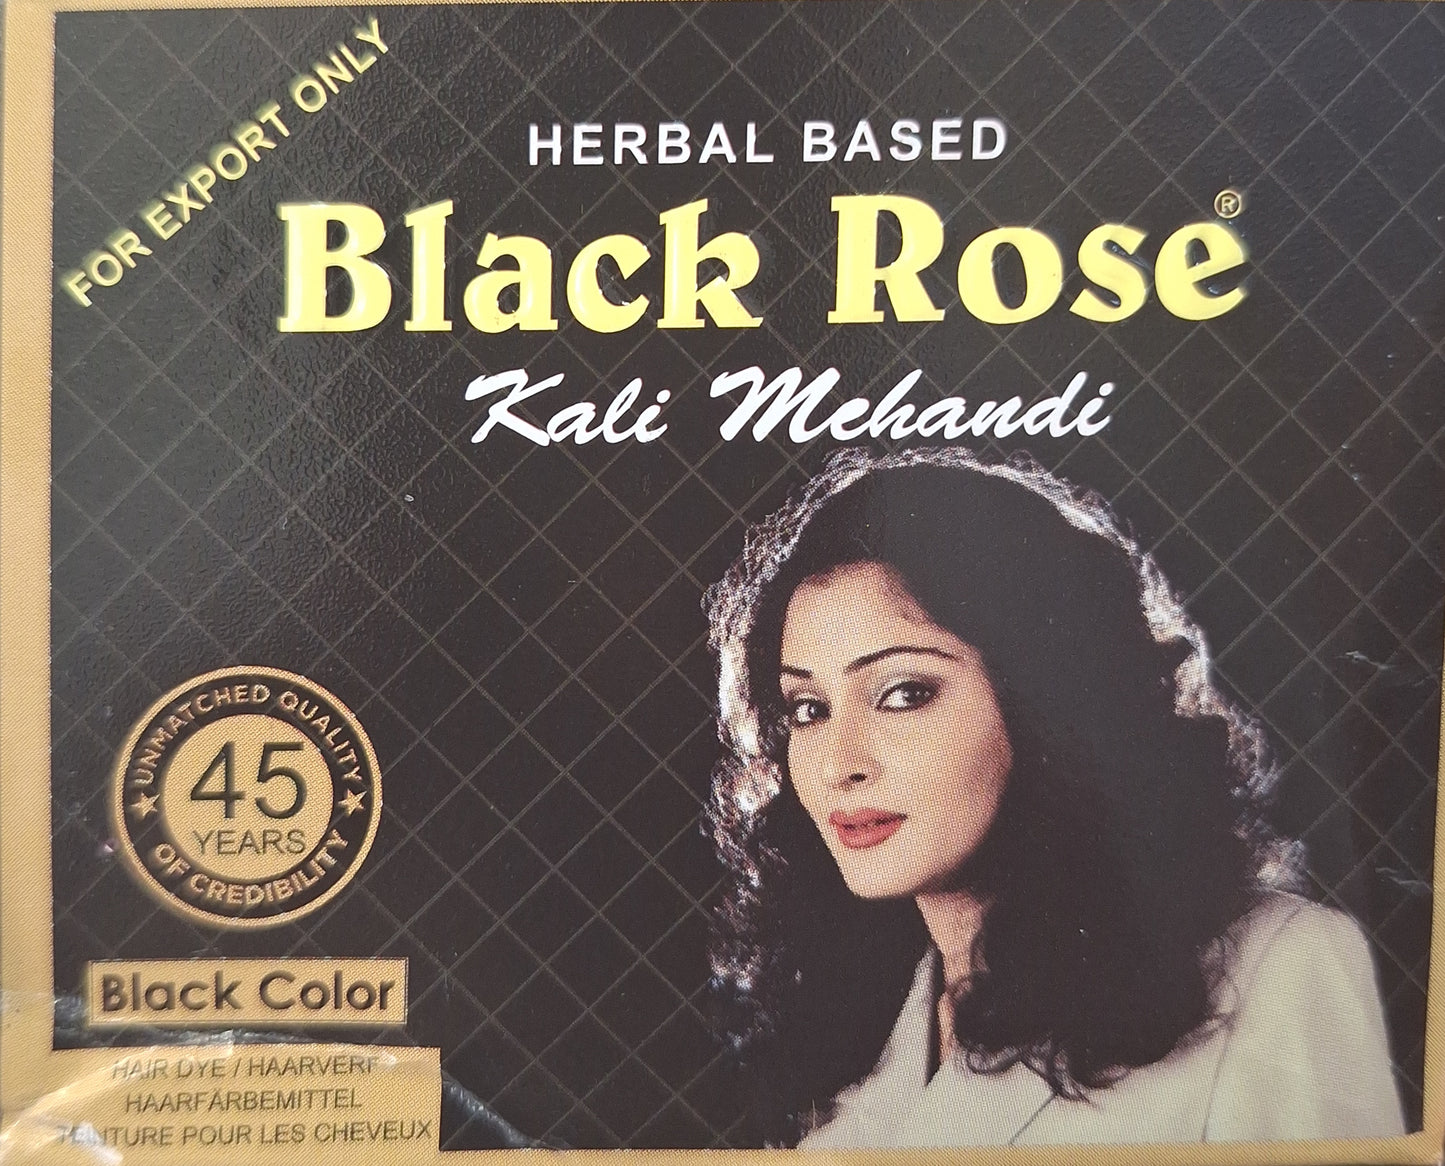 FOR EXPORT ONLY
HERBAL BASED
Black Rose®
Kali Mehandi
UNMATCHED QUALITY
45
YEARS
OF CREDIBILITY
Black Color
HAIR DYE / HAARVERF
HAARFÄRBEMITTEL
TEINTURE POUR LES CHEVEUX